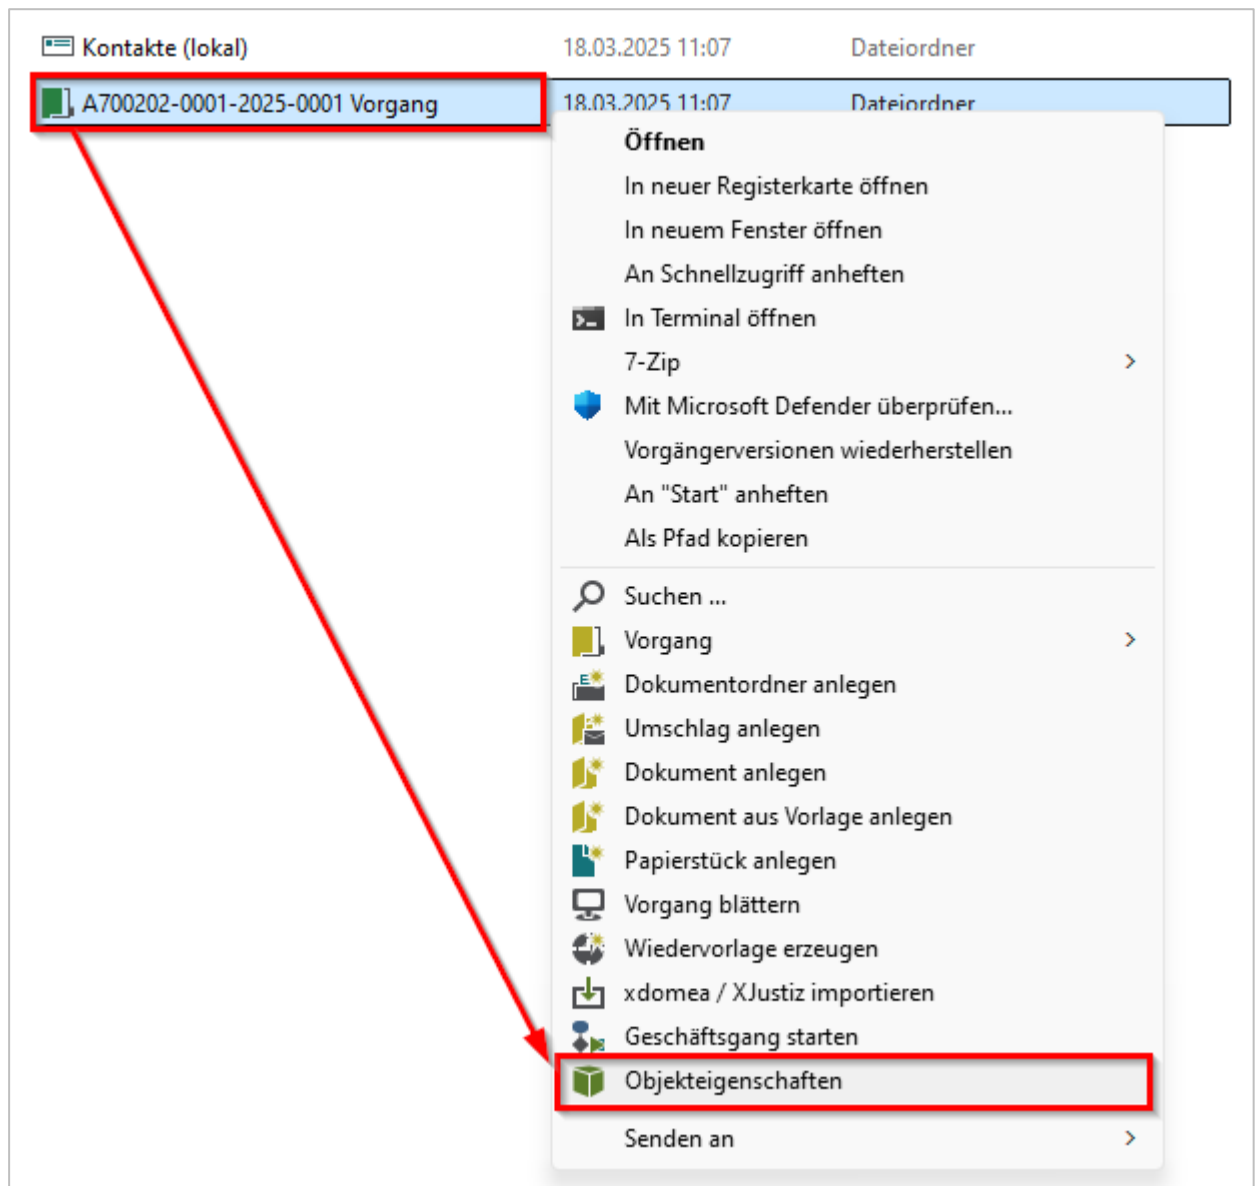 Kontakte (lokal) 18.03.2025 11:07 Dateiordner
A700202-0001-2025-0001 Vorgang 18.03.2025 11:07 Dateiordner
Öffnen
In neuer Registerkarte öffnen
In neuem Fenster öffnen
An Schnellzugriff anheften
In Terminal öffnen
7-Zip
Mit Microsoft Defender überprüfen...
Vorgängerversionen wiederherstellen
An "Start" anheften
Als Pfad kopieren
Suchen ...
Vorgang
Dokumentordner anlegen
Umschlag anlegen
Dokument anlegen
Dokument aus Vorlage anlegen
Papierstück anlegen
Vorgang blättern
Wiedervorlage erzeugen
xdomea / XJustiz importieren
Geschäftsgang starten
Objekteigenschaften
Senden an